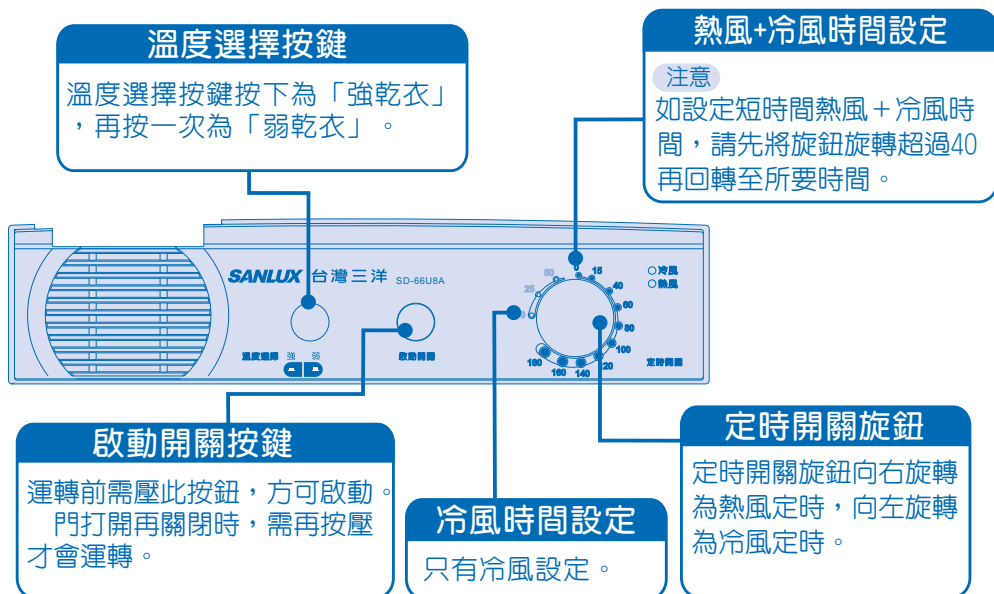 溫度選擇按鍵
溫度選擇按鍵按下為「強乾衣」
，再按一次為「弱乾衣」。
熱風+冷風時間設定
注意
如設定短時間熱風＋冷風時
間，請先將旋鈕旋轉超過40
再回轉至所要時間。
SANLUX 台灣三洋 SD-66U8A
溫度選擇 強 弱
啟動開關
50 0 15
25 40
0 60
80
100
180 160 140 120
冷風
熱風
定時開關
啟動開關按鍵
運轉前需壓此按鈕，方可啟動。
門打開再關閉時，需再按壓
才會運轉。
冷風時間設定
只有冷風設定。
定時開關旋鈕
定時開關旋鈕向右旋轉
為熱風定時，向左旋轉
為冷風定時。